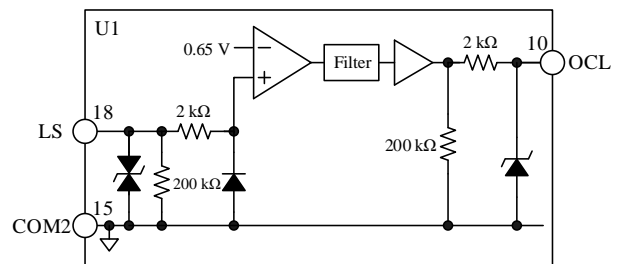 U1
0.65 V
−
+
Filter
2 kΩ
10
OCL
18
LS
2 kΩ
200 kΩ
200 kΩ
15
COM2